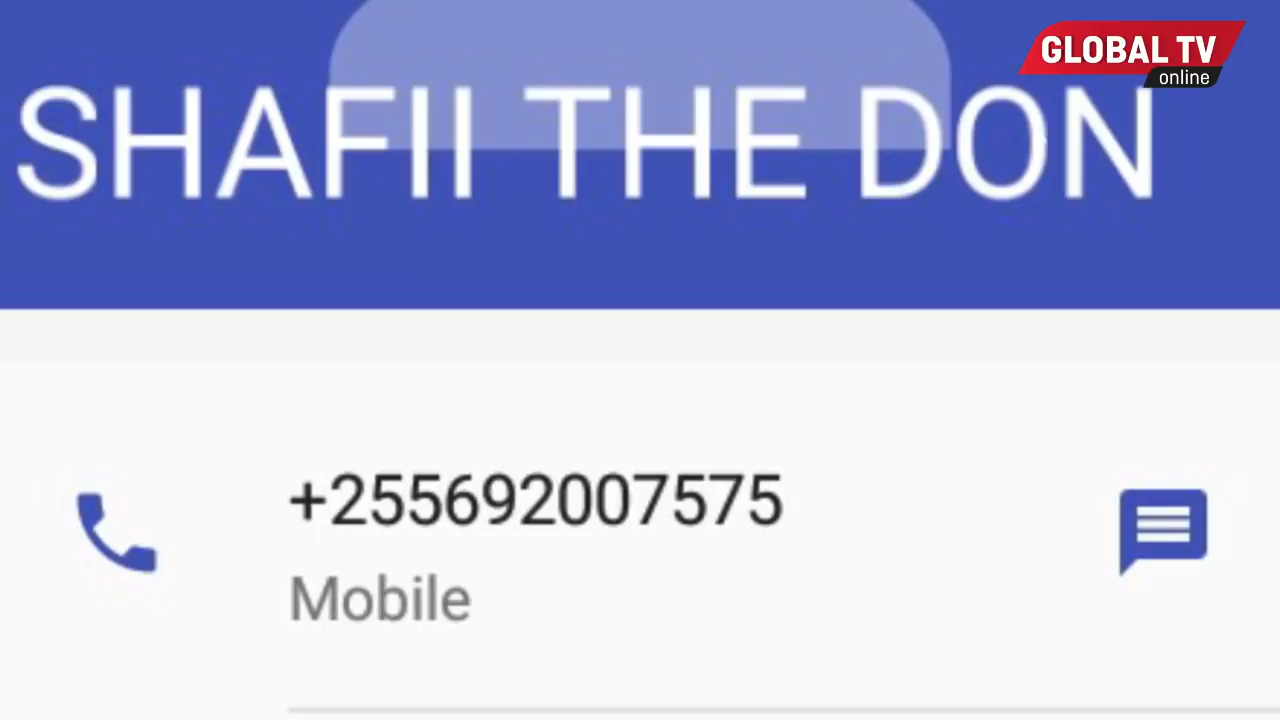 GLOBAL TV
online
SHAFII THE DON
+255692007575
Mobile